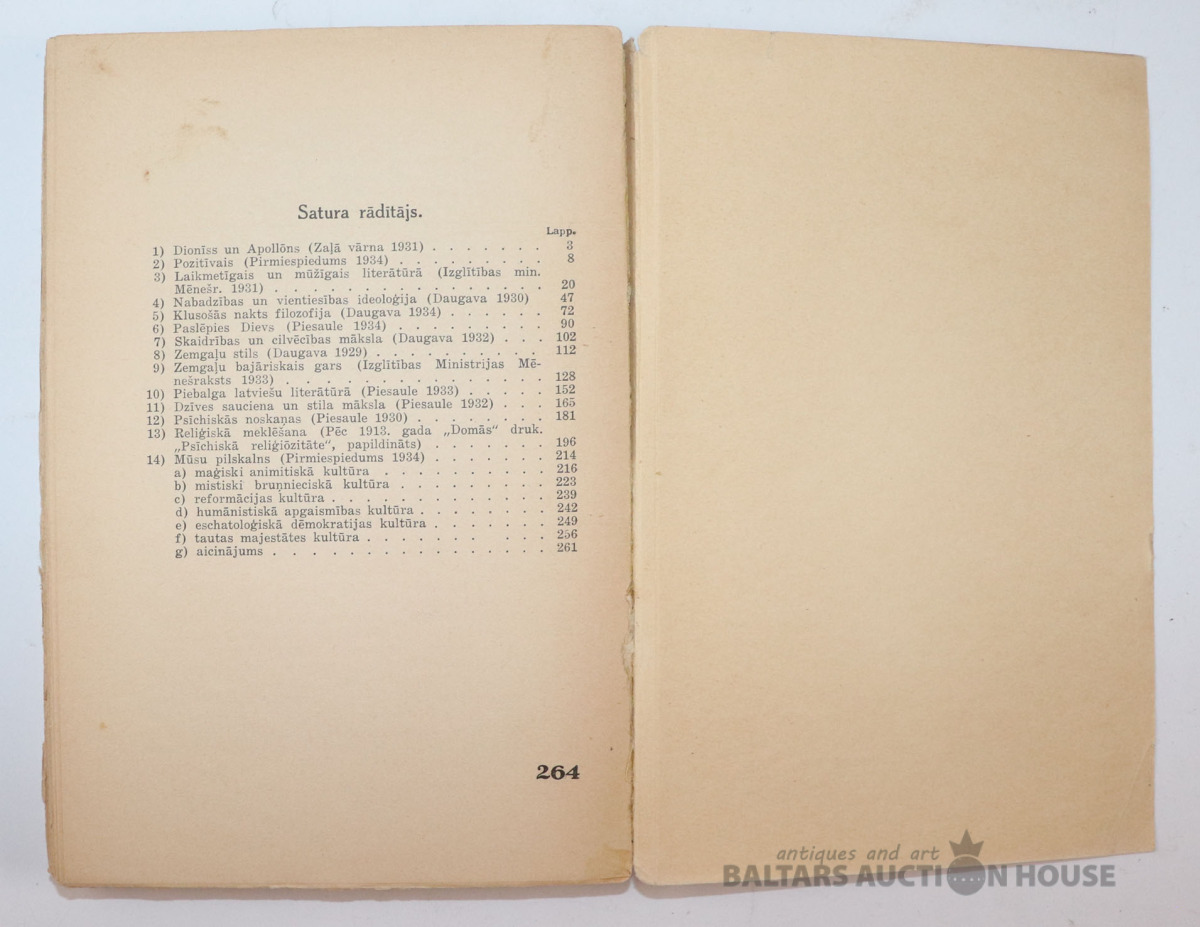 Satura rādītājs.
Lapp.
1) Dionīss un Apollōns (Zaļā vārna 1931) . . . . . . . 3
2) Pozitīvais (Pirmiespiedums 1934) . . . . . . . . . 8
3) Laikmetīgais un mūžīgais literātūrā (Izglītības min.
Mēnešr. 1931) . . . . . . . . . . . . . . . 20
4) Nabadzības un vientiesības ideoloģija (Daugava 1930) 47
5) Klusošās nakts filozofija (Daugava 1934) . . . . . . 72
6) Paslēpies Dievs (Piesaule 1934) . . . . . . . . . 90
7) Skaidrības un cilvēcības māksla (Daugava 1932) . . . 102
8) Zemgaļu stils (Daugava 1929) . . . . . . . . . . 112
9) Zemgaļu bajāriskais gars (Izglītības Ministrijas Mē-
nešraksts 1933) . . . . . . . . . . . . . . 128
10) Piebalga latviešu literātūrā (Piesaule 1933) . . . . . 152
11) Dzīves sauciena un stila māksla (Piesaule 1932) . . . 165
12) Psīchiskās noskaņas (Piesaule 1930) . . . . . . . . 181
13) Reliģiskā meklēšana (Pēc 1913. gada „Domās“ druk.
„Psīchiskā reliģiōzitāte“, papildināts) . . . . . . . 196
14) Mūsu pilskalns (Pirmiespiedums 1934) . . . . . . . 214
a) maģiski animitiskā kultūra . . . . . . . . . . 216
b) mistiski bruņnieciskā kultūra . . . . . . . . . 223
c) reformācijas kultūra . . . . . . . . . . . . . 239
d) humānistiskā apgaismības kultūra . . . . . . . . 242
e) eschatoloģiskā dēmokratijas kultūra . . . . . . . 249
f) tautas majestātes kultūra . . . . . . . . . . 256
g) aicinājums . . . . . . . . . . . . . . . 261
264
antiques and art
BALTARS AUCTION HOUSE